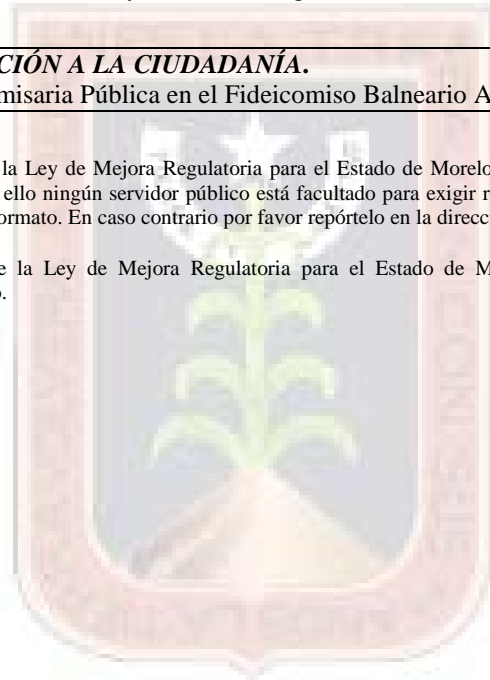 CIÓN A LA CIUDADANÍA.
misaria Pública en el Fideicomiso Balneario A
la Ley de Mejora Regulatoria para el Estado de Morelo
ello ningún servidor público está facultado para exigir r
ormato. En caso contrario por favor repórtelo en la direcc
e la Ley de Mejora Regulatoria para el Estado de M
o.